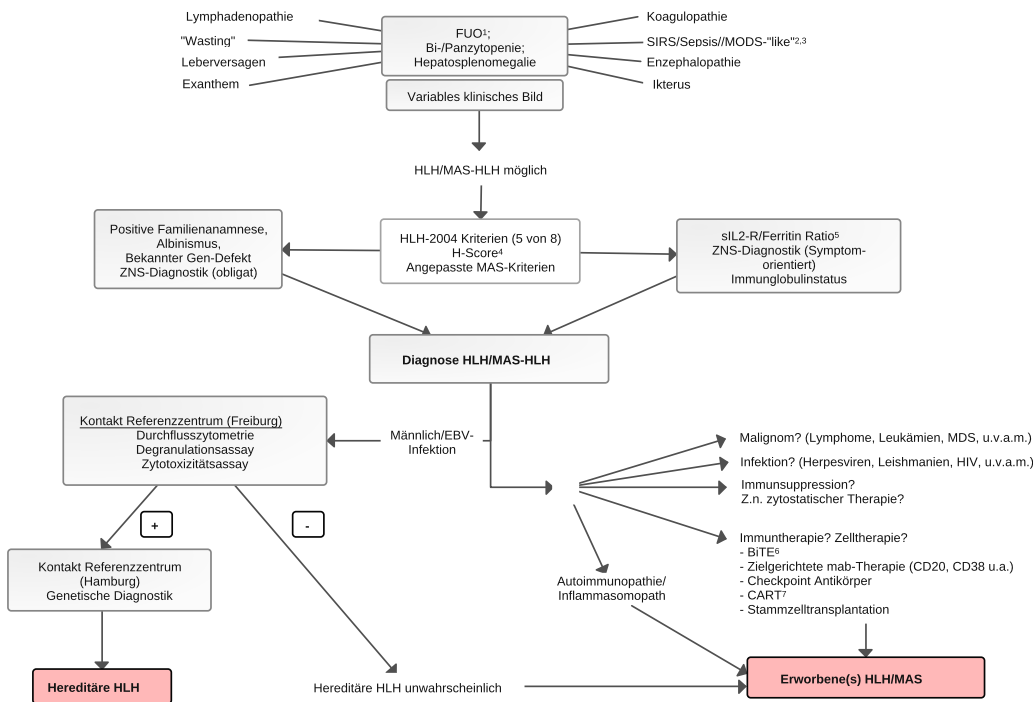 Lymphadenopathie
"Wasting"
Leberversagen
Exanthem
FUO¹;
Bi-/Panzytopenie;
Hepatosplenomegalie
Koagulopathie
SIRS/Sepsis//MODS-"like"²,³
Enzephalopathie
Ikterus
Variables klinisches Bild
HLH/MAS-HLH möglich
Positive Familienanamnese,
Albinismus,
Bekannter Gen-Defekt
ZNS-Diagnostik (obligat)
HLH-2004 Kriterien (5 von 8)
H-Score⁴
Angepasste MAS-Kriterien
sIL2-R/Ferritin Ratio⁵
ZNS-Diagnostik (Symptom-
orientiert)
Immunglobulinstatus
Diagnose HLH/MAS-HLH
Kontakt Referenzzentrum (Freiburg)
Durchflusszytometrie
Degranulationsassay
Zytotoxizitätsassay
Männlich/EBV-
Infektion
Malignom? (Lymphome, Leukämien, MDS, u.v.a.m.)
Infektion? (Herpesviren, Leishmanien, HIV, u.v.a.m.)
Immunsuppression?
Z.n. zytostatischer Therapie?
+
-
Immuntherapie? Zelltherapie?
- BiTE⁶
- Zielgerichtete mab-Therapie (CD20, CD38 u.a.)
- Checkpoint Antikörper
- CART⁷
- Stammzelltransplantation
Kontakt Referenzzentrum
(Hamburg)
Genetische Diagnostik
Autoimmunopathie/
Inflammasomopath
Hereditäre HLH
Hereditäre HLH unwahrscheinlich
Erworbene(s) HLH/MAS